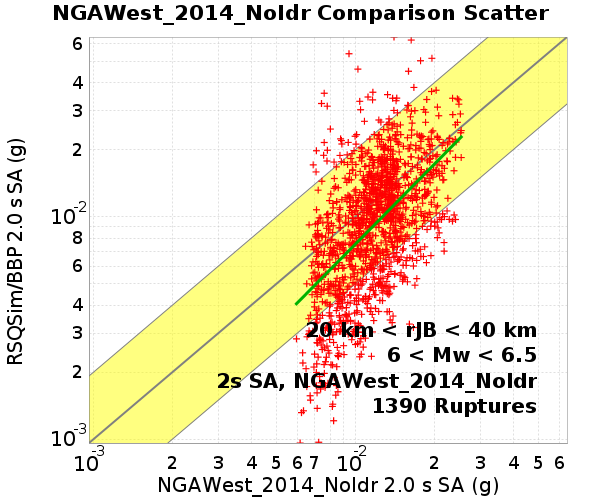 NGAWest_2014_NoIdr Comparison Scatter
6
4
3
2
10-2
8
6
4
3
2
10-3
RSQSim/BBP 2.0 s SA (g)
20 km < rJB < 40 km
6 < Mw < 6.5
2s SA, NGAWest_2014_NoIdr
1390 Ruptures
10-3 2 3 4 5 6 7 10-2 2 3 4 5 6
NGAWest_2014_NoIdr 2.0 s SA (g)